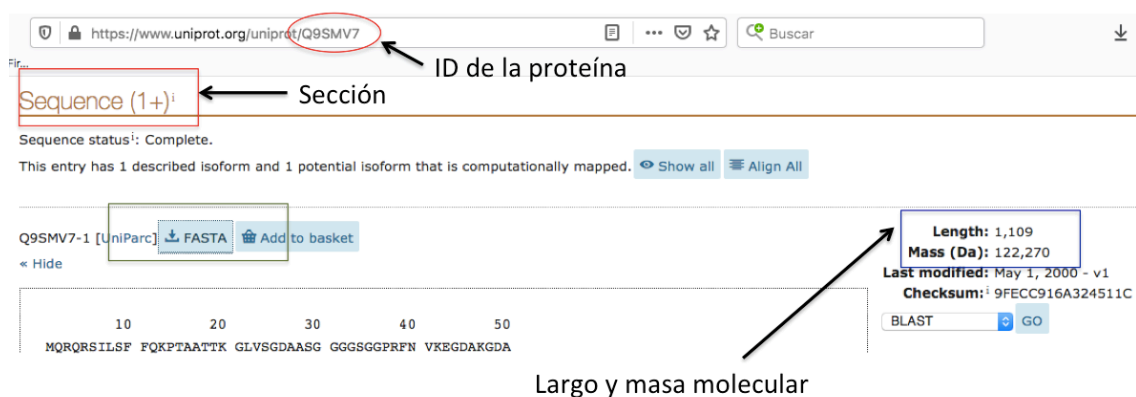 https://www.uniprot.org/uniprot/Q9SMV7
Buscar
Fir...
ID de la proteína
Sequence (1+)i
Sección
Sequence statusi: Complete.
This entry has 1 described isoform and 1 potential isoform that is computationally mapped. Show all Align All
Q9SMV7-1 [UniParc] FASTA Add to basket
« Hide
Length: 1,109
Mass (Da): 122,270
Last modified: May 1, 2000 - v1
Checksum:i 9FECC916A324511C
BLAST GO
10 20 30 40 50
MQRQRSILSF FQKPTAATTK GLVSGDAASG GGGSGGPRFN VKEGDAKGDA
Largo y masa molecular